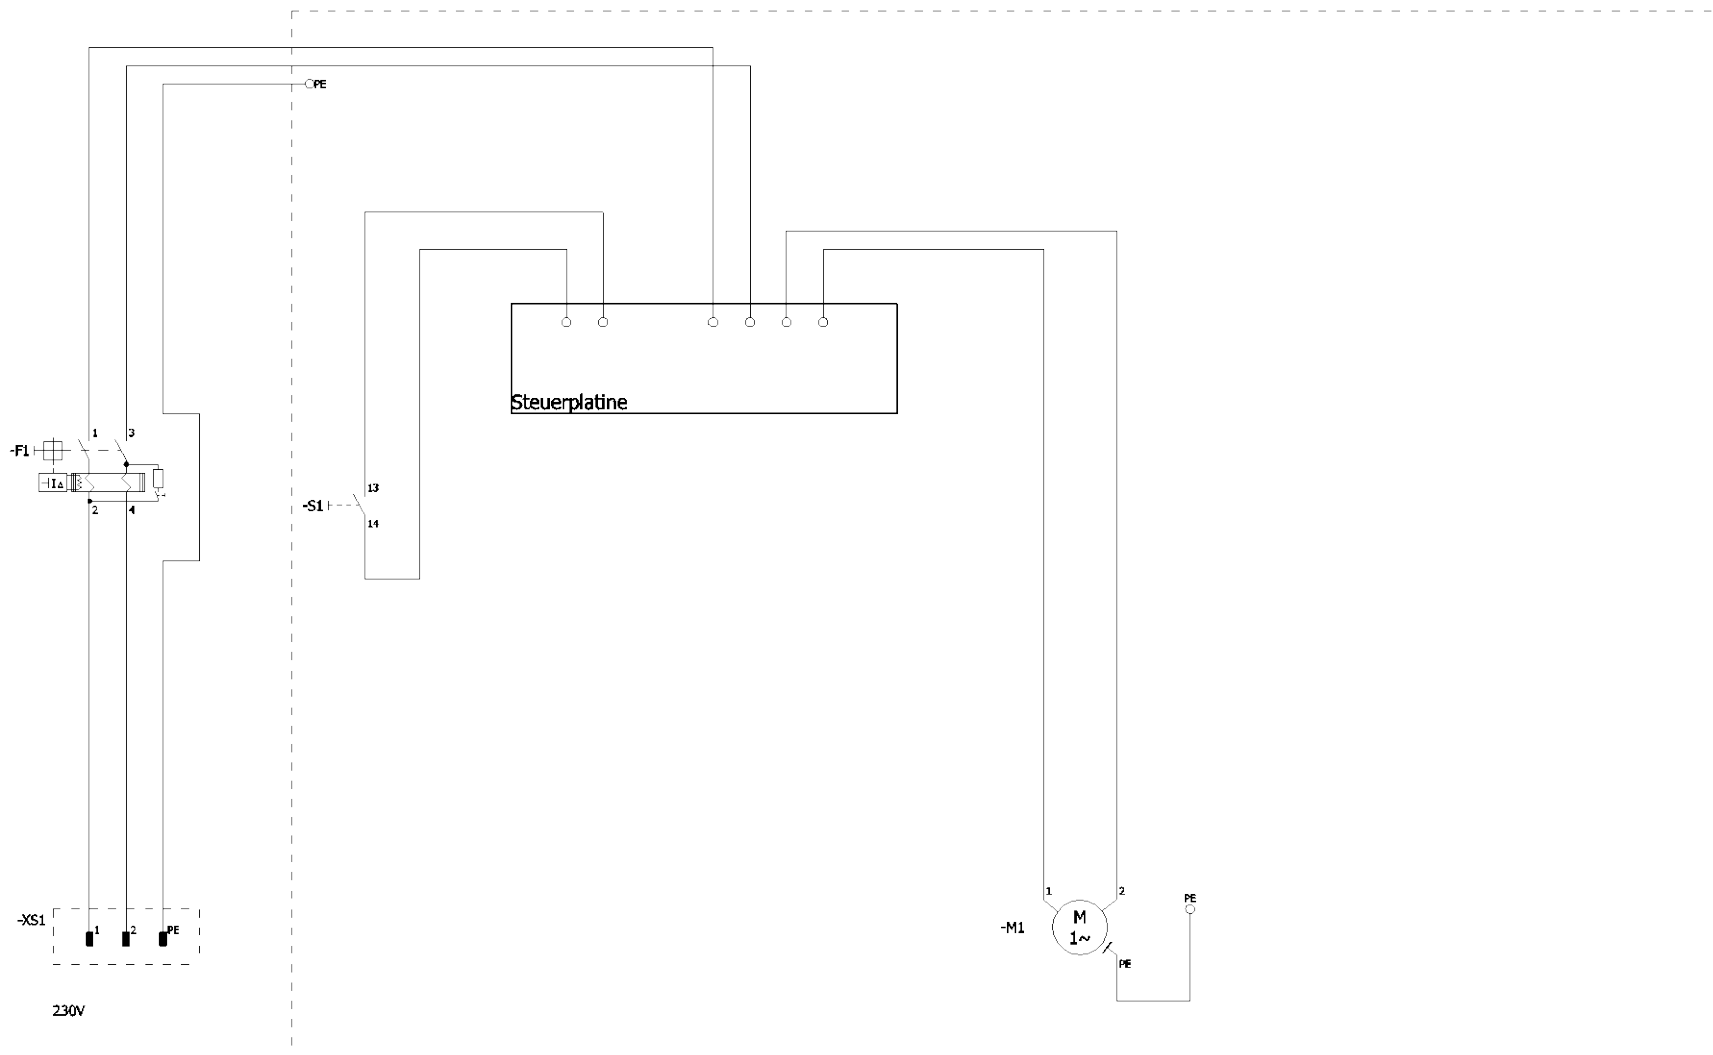 PE
Steuerplatine
1 3
-F1
I∆
2 4
13
-S1
14
1 2
PE
-XS1
1 2 PE
-M1
M
1~
PE
230V